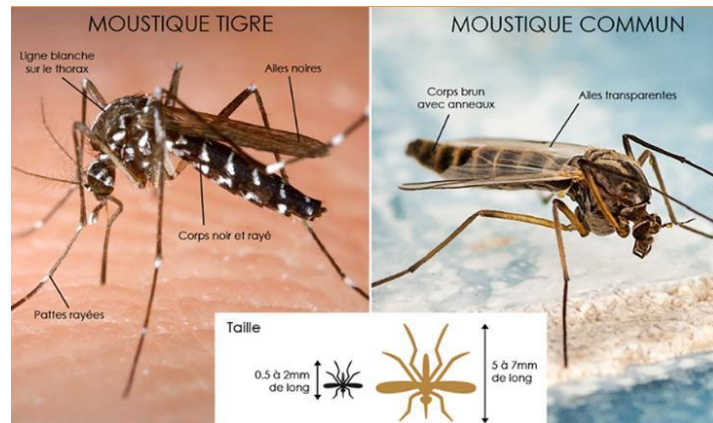 MOUSTIQUE TIGRE
Ligne blanche
sur le thorax
Ailes noires
Corps noir et rayé
Pattes rayées
MOUSTIQUE COMMUN
Corps brun
avec anneaux
Ailes transparentes
Taille
0.5 à 2mm
de long
5 à 7mm
de long